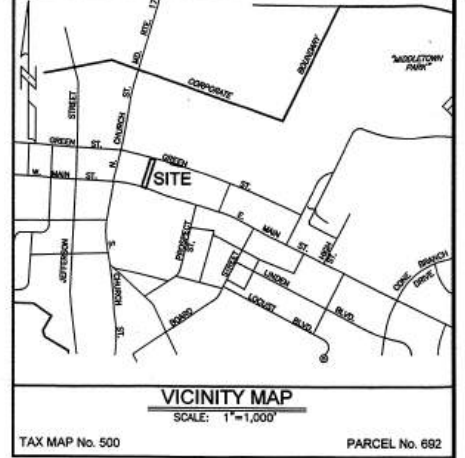 MD. RTE. 17
BOUNDARY
"MIDDLETOWN
PARK"
CORPORATE
STREET
CHURCH ST.
GREEN ST.
GREEN ST.
N.
W. MAIN ST.
SITE
E. MAIN ST.
HIGH ST.
PROSPECT
ST.
S. CHURCH ST.
JEFFERSON
STREET
LINDEN BLVD.
LOCUST BLVD.
BOARD
CONE BRANCH
DRIVE
VICINITY MAP
SCALE: 1"=1,000'
TAX MAP No. 500 PARCEL No. 692